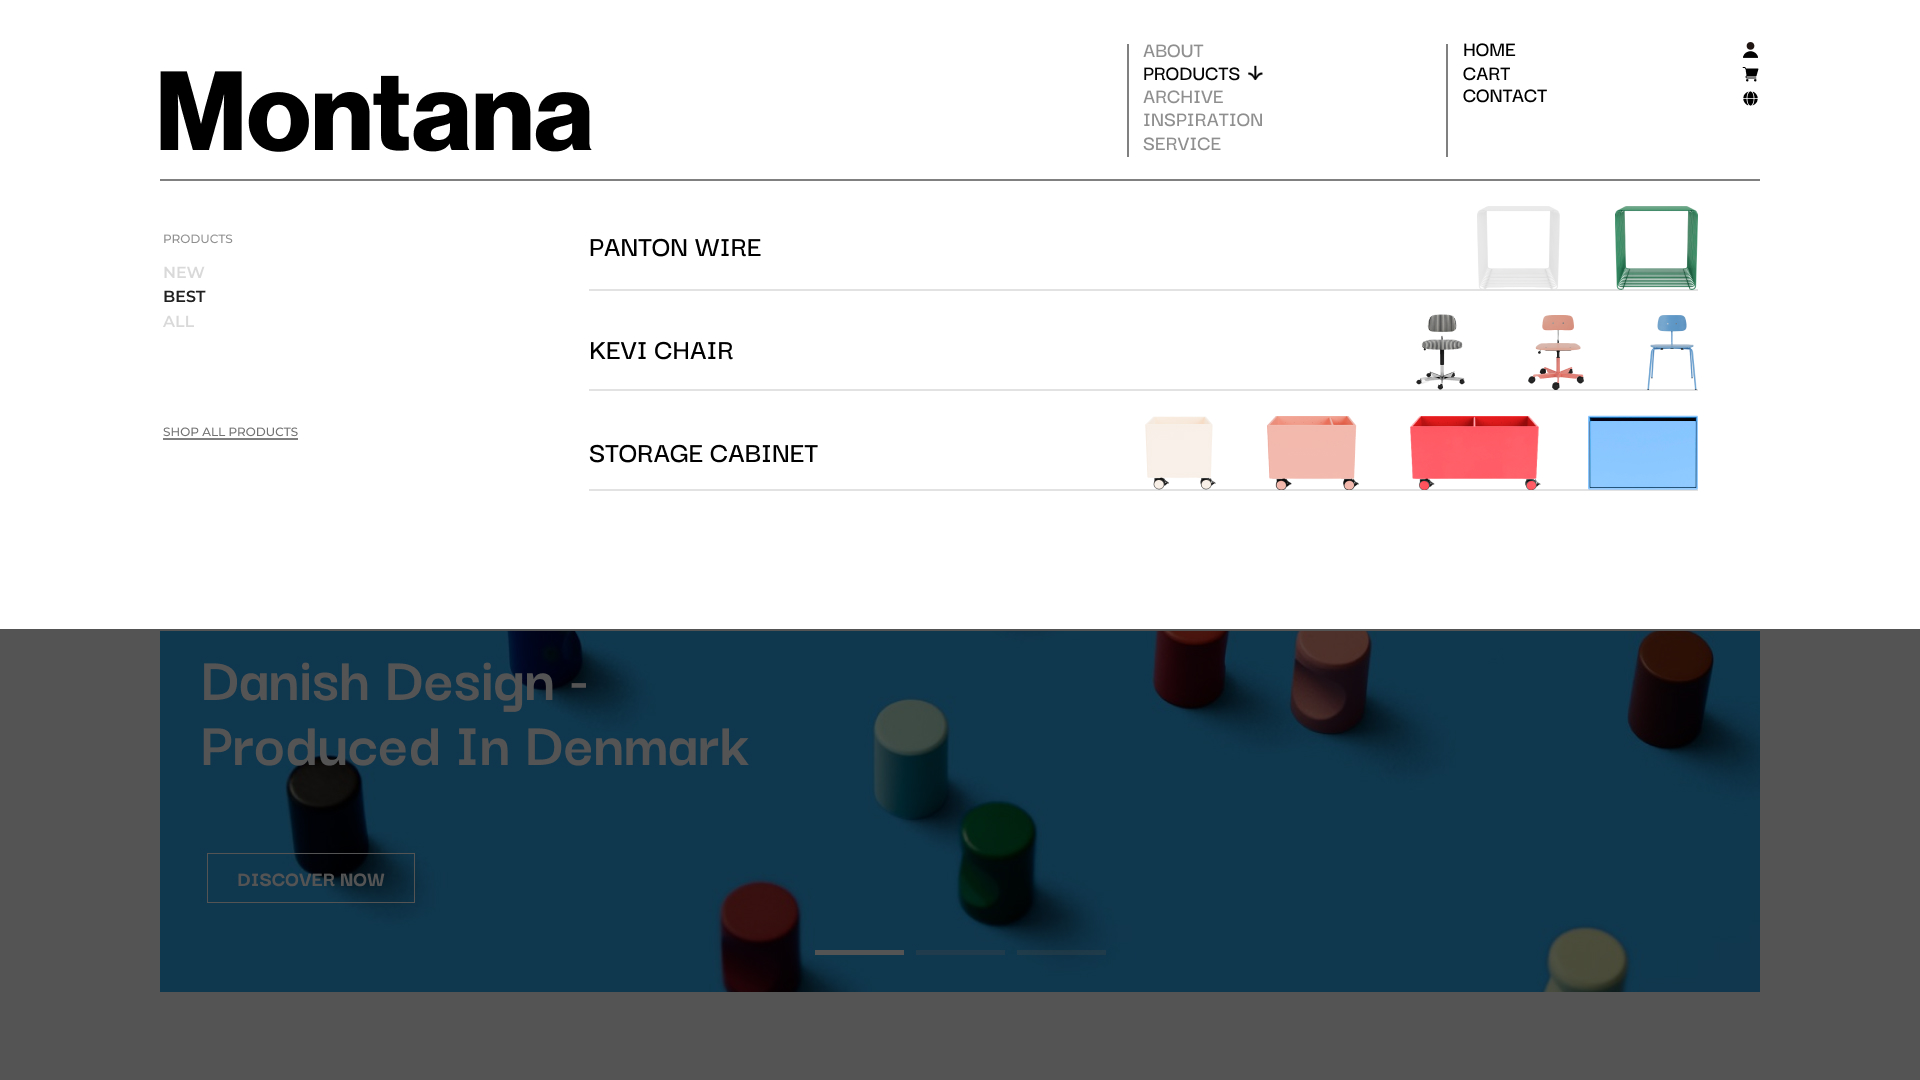 Montana
ABOUT
PRODUCTS
ARCHIVE
INSPIRATION
SERVICE
HOME
CART
CONTACT
PRODUCTS
NEW
BEST
ALL
SHOP ALL PRODUCTS
PANTON WIRE
KEVI CHAIR
STORAGE CABINET
Danish Design -
Produced In Denmark
DISCOVER NOW